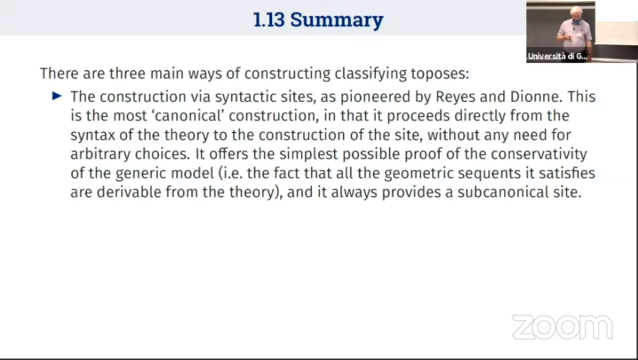 1.13 Summary
Università di G...
There are three main ways of constructing classifying toposes:
The construction via syntactic sites, as pioneered by Reyes and Dionne. This
is the most ‘canonical’ construction, in that it proceeds directly from the
syntax of the theory to the construction of the site, without any need for
arbitrary choices. It offers the simplest possible proof of the conservativity
of the generic model (i.e. the fact that all the geometric sequents it satisfies
are derivable from the theory), and it always provides a subcanonical site.
zoom